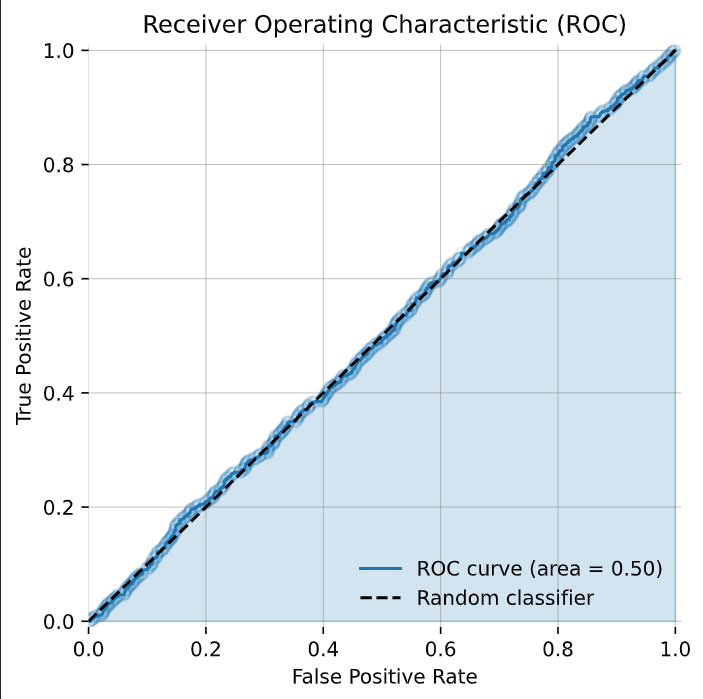 Receiver Operating Characteristic (ROC)
1.0
0.8
0.6
0.4
0.2
0.0
True Positive Rate
ROC curve (area = 0.50)
Random classifier
0.0 0.2 0.4 0.6 0.8 1.0
False Positive Rate